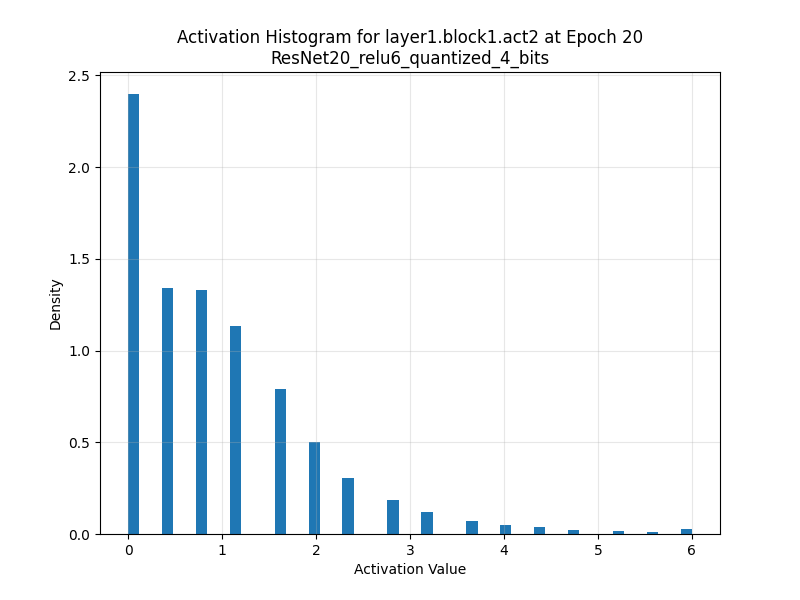 Activation Histogram for layer1.block1.act2 at Epoch 20
ResNet20_relu6_quantized_4_bits
2.5
2.0
1.5
1.0
0.5
0.0
Density
0 1 2 3 4 5 6
Activation Value